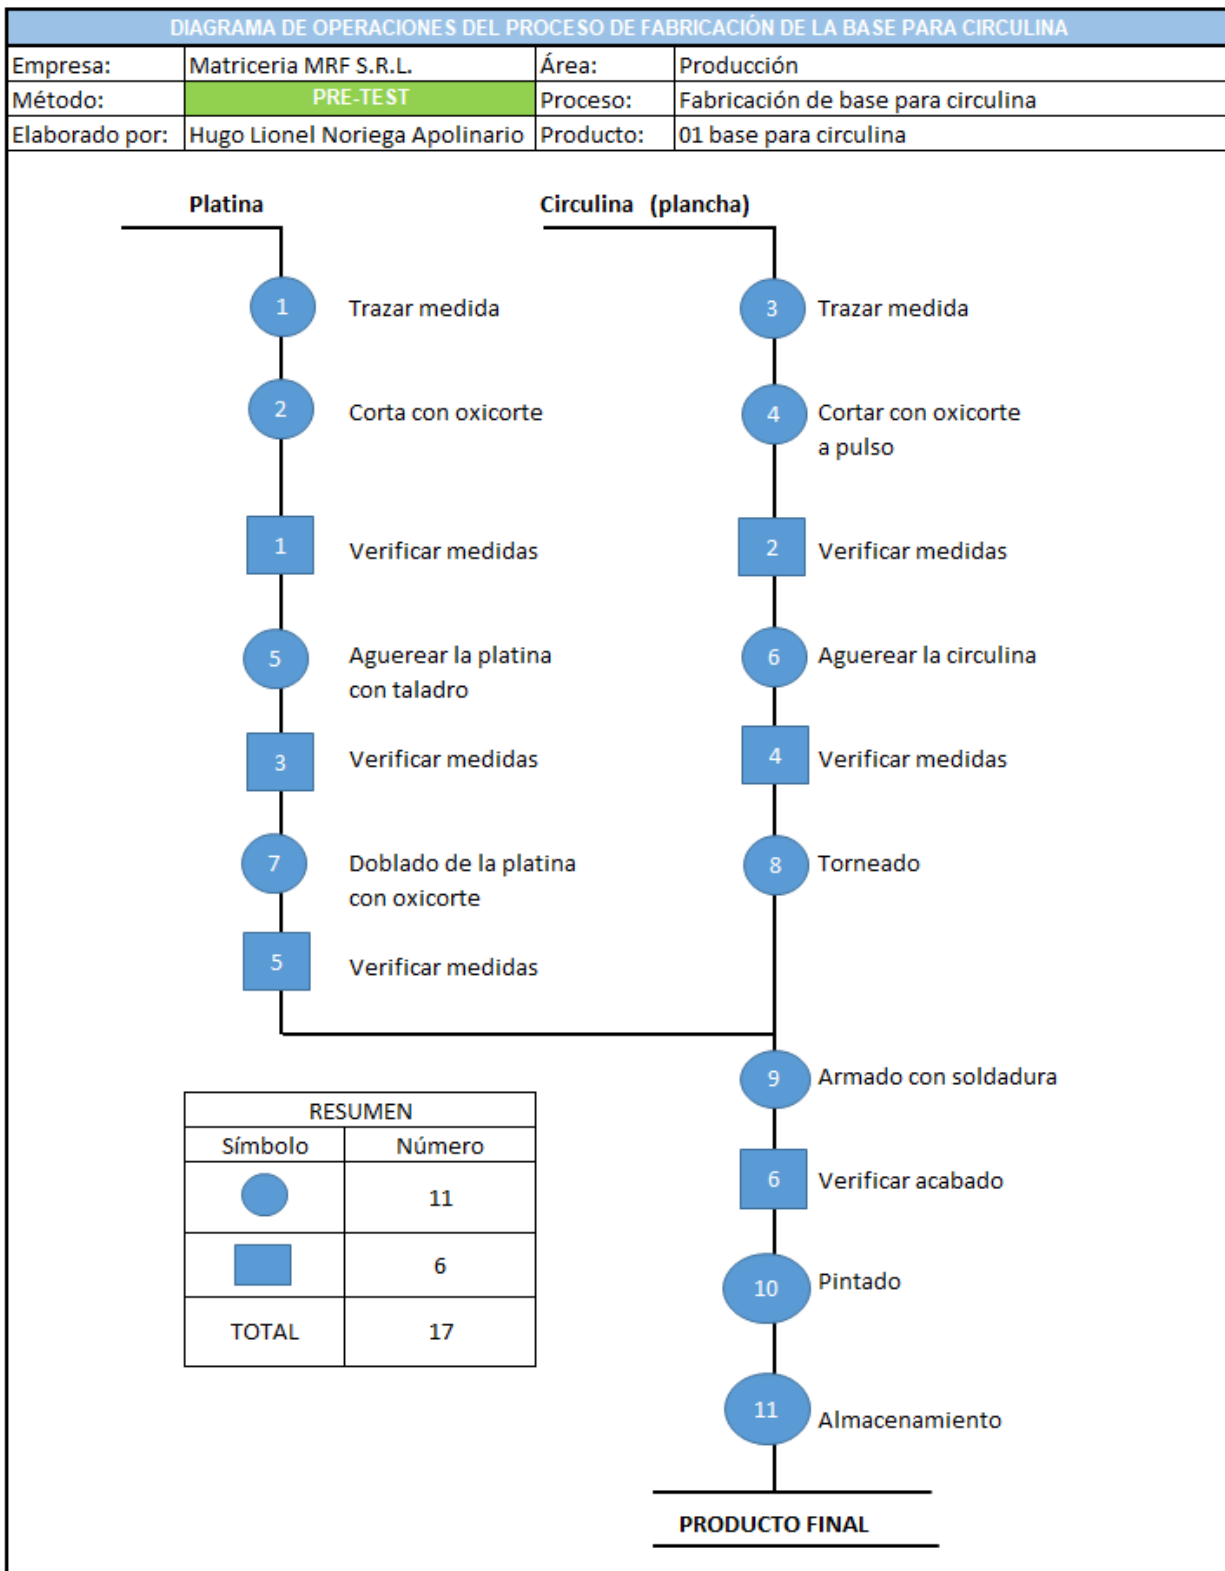 DIAGRAMA DE OPERACIONES DEL PROCESO DE FABRICACIÓN DE LA BASE PARA CIRCULINA
Empresa: Matriceria MRF S.R.L. Área: Producción
Método: PRE-TEST Proceso: Fabricación de base para circulina
Elaborado por: Hugo Lionel Noriega Apolinario Producto: 01 base para circulina
Platina
1 Trazar medida
2 Corta con oxicorte
1 Verificar medidas
5 Aguerear la platina
con taladro
3 Verificar medidas
7 Doblado de la platina
con oxicorte
5 Verificar medidas
Circulina (plancha)
3 Trazar medida
4 Cortar con oxicorte
a pulso
2 Verificar medidas
6 Aguerear la circulina
4 Verificar medidas
8 Torneado
9 Armado con soldadura
6 Verificar acabado
10 Pintado
11 Almacenamiento
PRODUCTO FINAL
RESUMEN
Símbolo Número
11
6
TOTAL 17